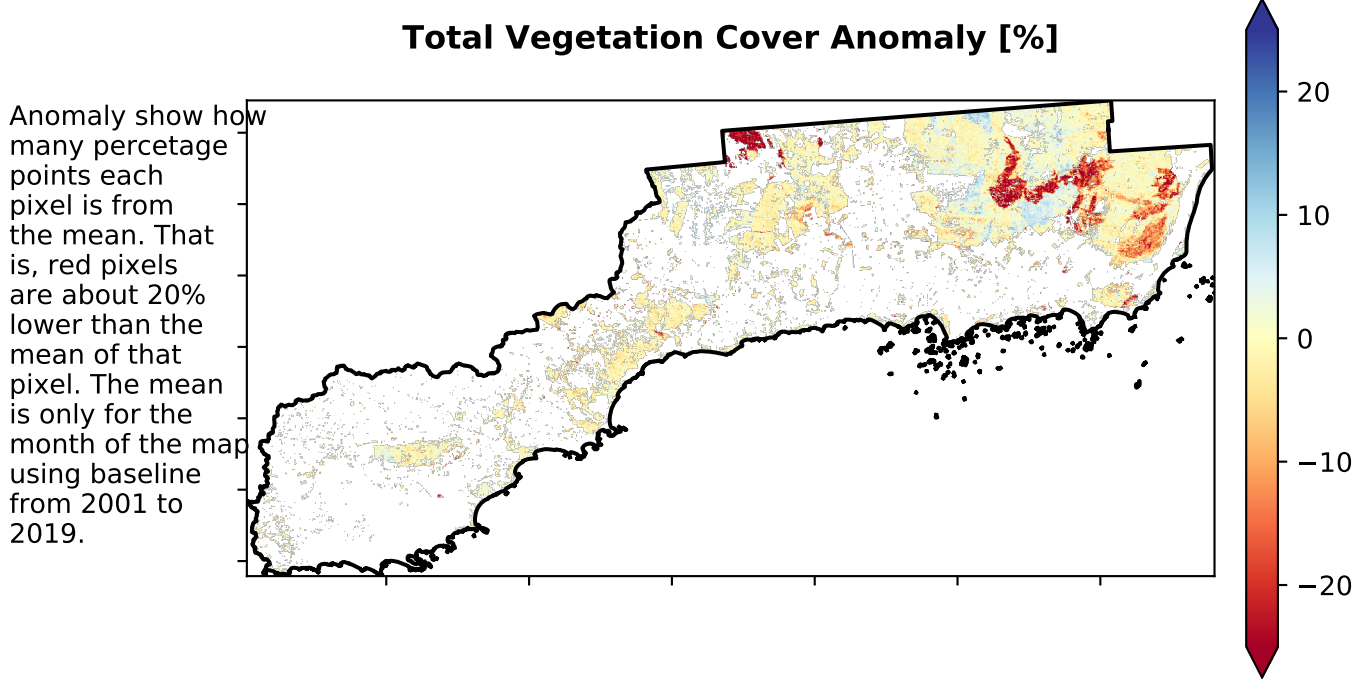 Total Vegetation Cover Anomaly [%]
Anomaly show how
many percetage
points each
pixel is from
the mean. That
is, red pixels
are about 20%
lower than the
mean of that
pixel. The mean
is only for the
month of the map
using baseline
from 2001 to
2019.
20
10
0
−10
−20